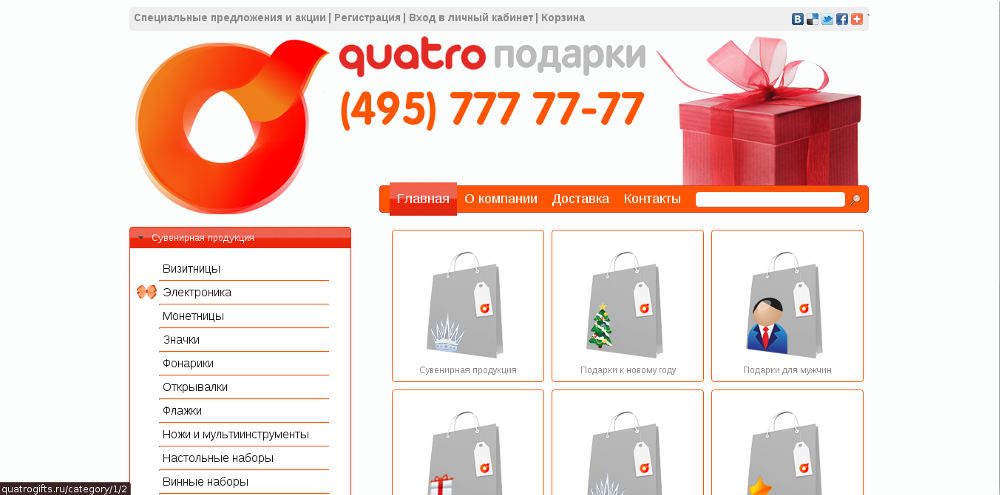 Специальные предложения и акции | Регистрация | Вход в личный кабинет | Корзина
quatro подарки
(495) 777 77-77
Главная О компании Доставка Контакты
Сувенирная продукция
Визитницы
Электроника
Монетницы
Значки
Фонарики
Открывалки
Флажки
Ножи и мультиинструменты
Настольные наборы
Винные наборы
Сувенирная продукция
Подарки к новому году
Подарки для мужчин
quatrogifts.ru/category/1/2